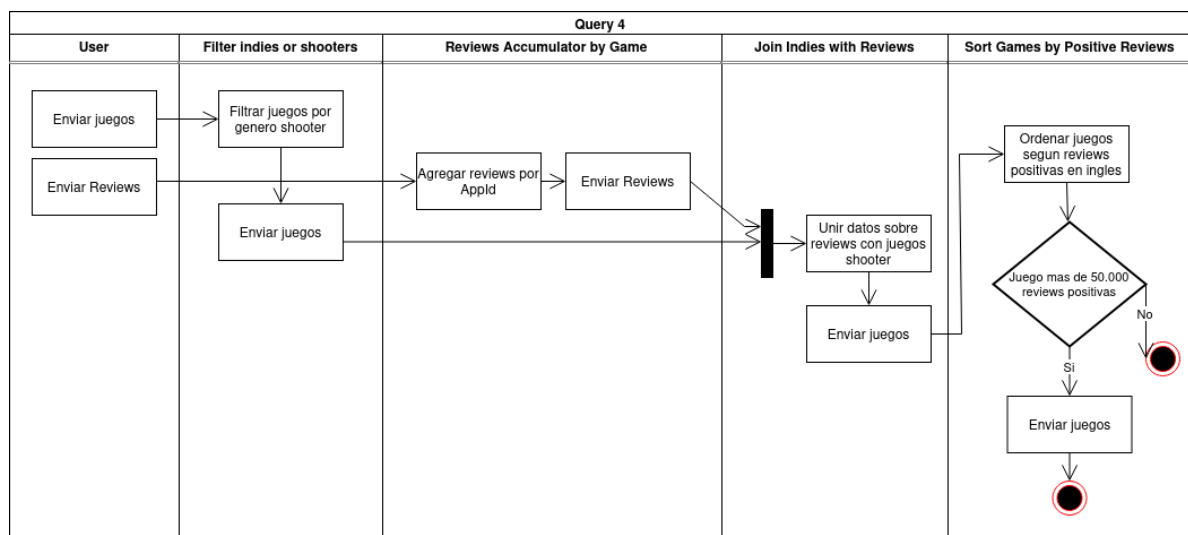 Query 4
User
Filter indies or shooters
Reviews Accumulator by Game
Join Indies with Reviews
Sort Games by Positive Reviews
Enviar juegos
Filtrar juegos por
genero shooter
Enviar Reviews
Enviar juegos
Agregar reviews por
AppId
Enviar Reviews
Unir datos sobre
reviews con juegos
shooter
Enviar juegos
Ordenar juegos
segun reviews
positivas en ingles
Juego mas de 50.000
reviews positivas
No
Si
Enviar juegos